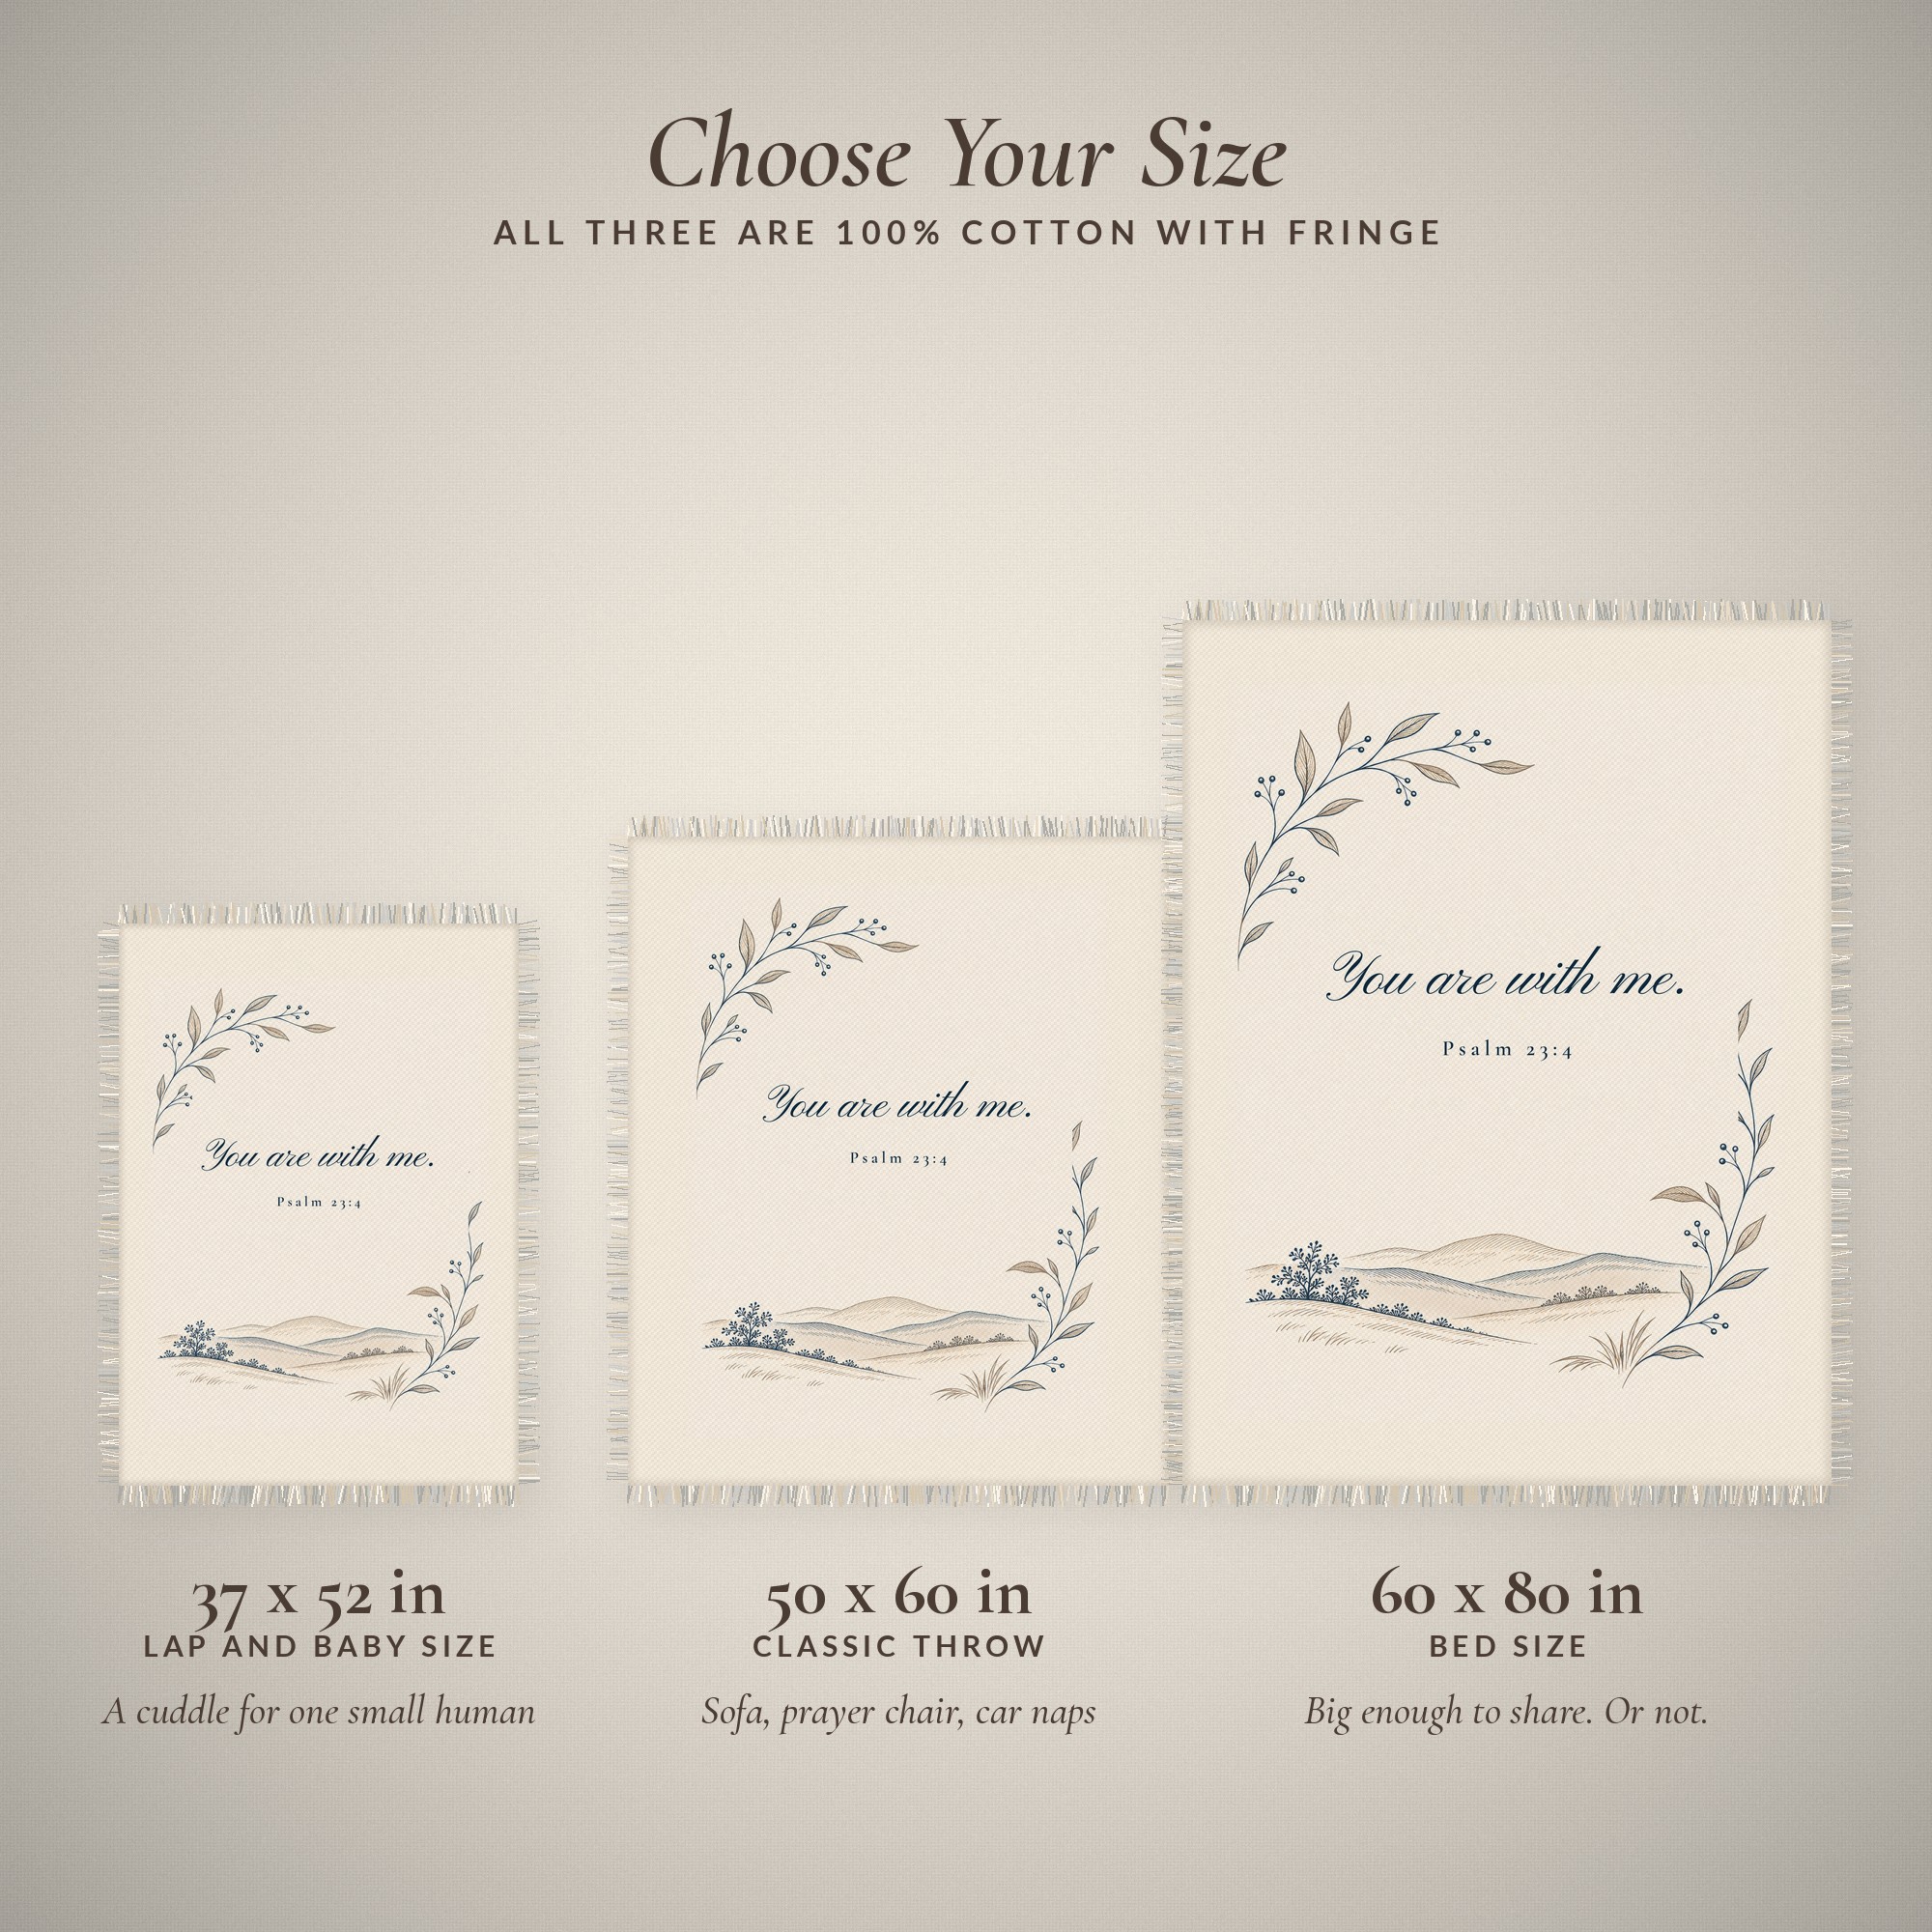 Choose Your Size
ALL THREE ARE 100% COTTON WITH FRINGE
You are with me.
Psalm 23:4
You are with me.
Psalm 23:4
You are with me.
Psalm 23:4
37 x 52 in
LAP AND BABY SIZE
A cuddle for one small human
50 x 60 in
CLASSIC THROW
Sofa, prayer chair, car naps
60 x 80 in
BED SIZE
Big enough to share. Or not.